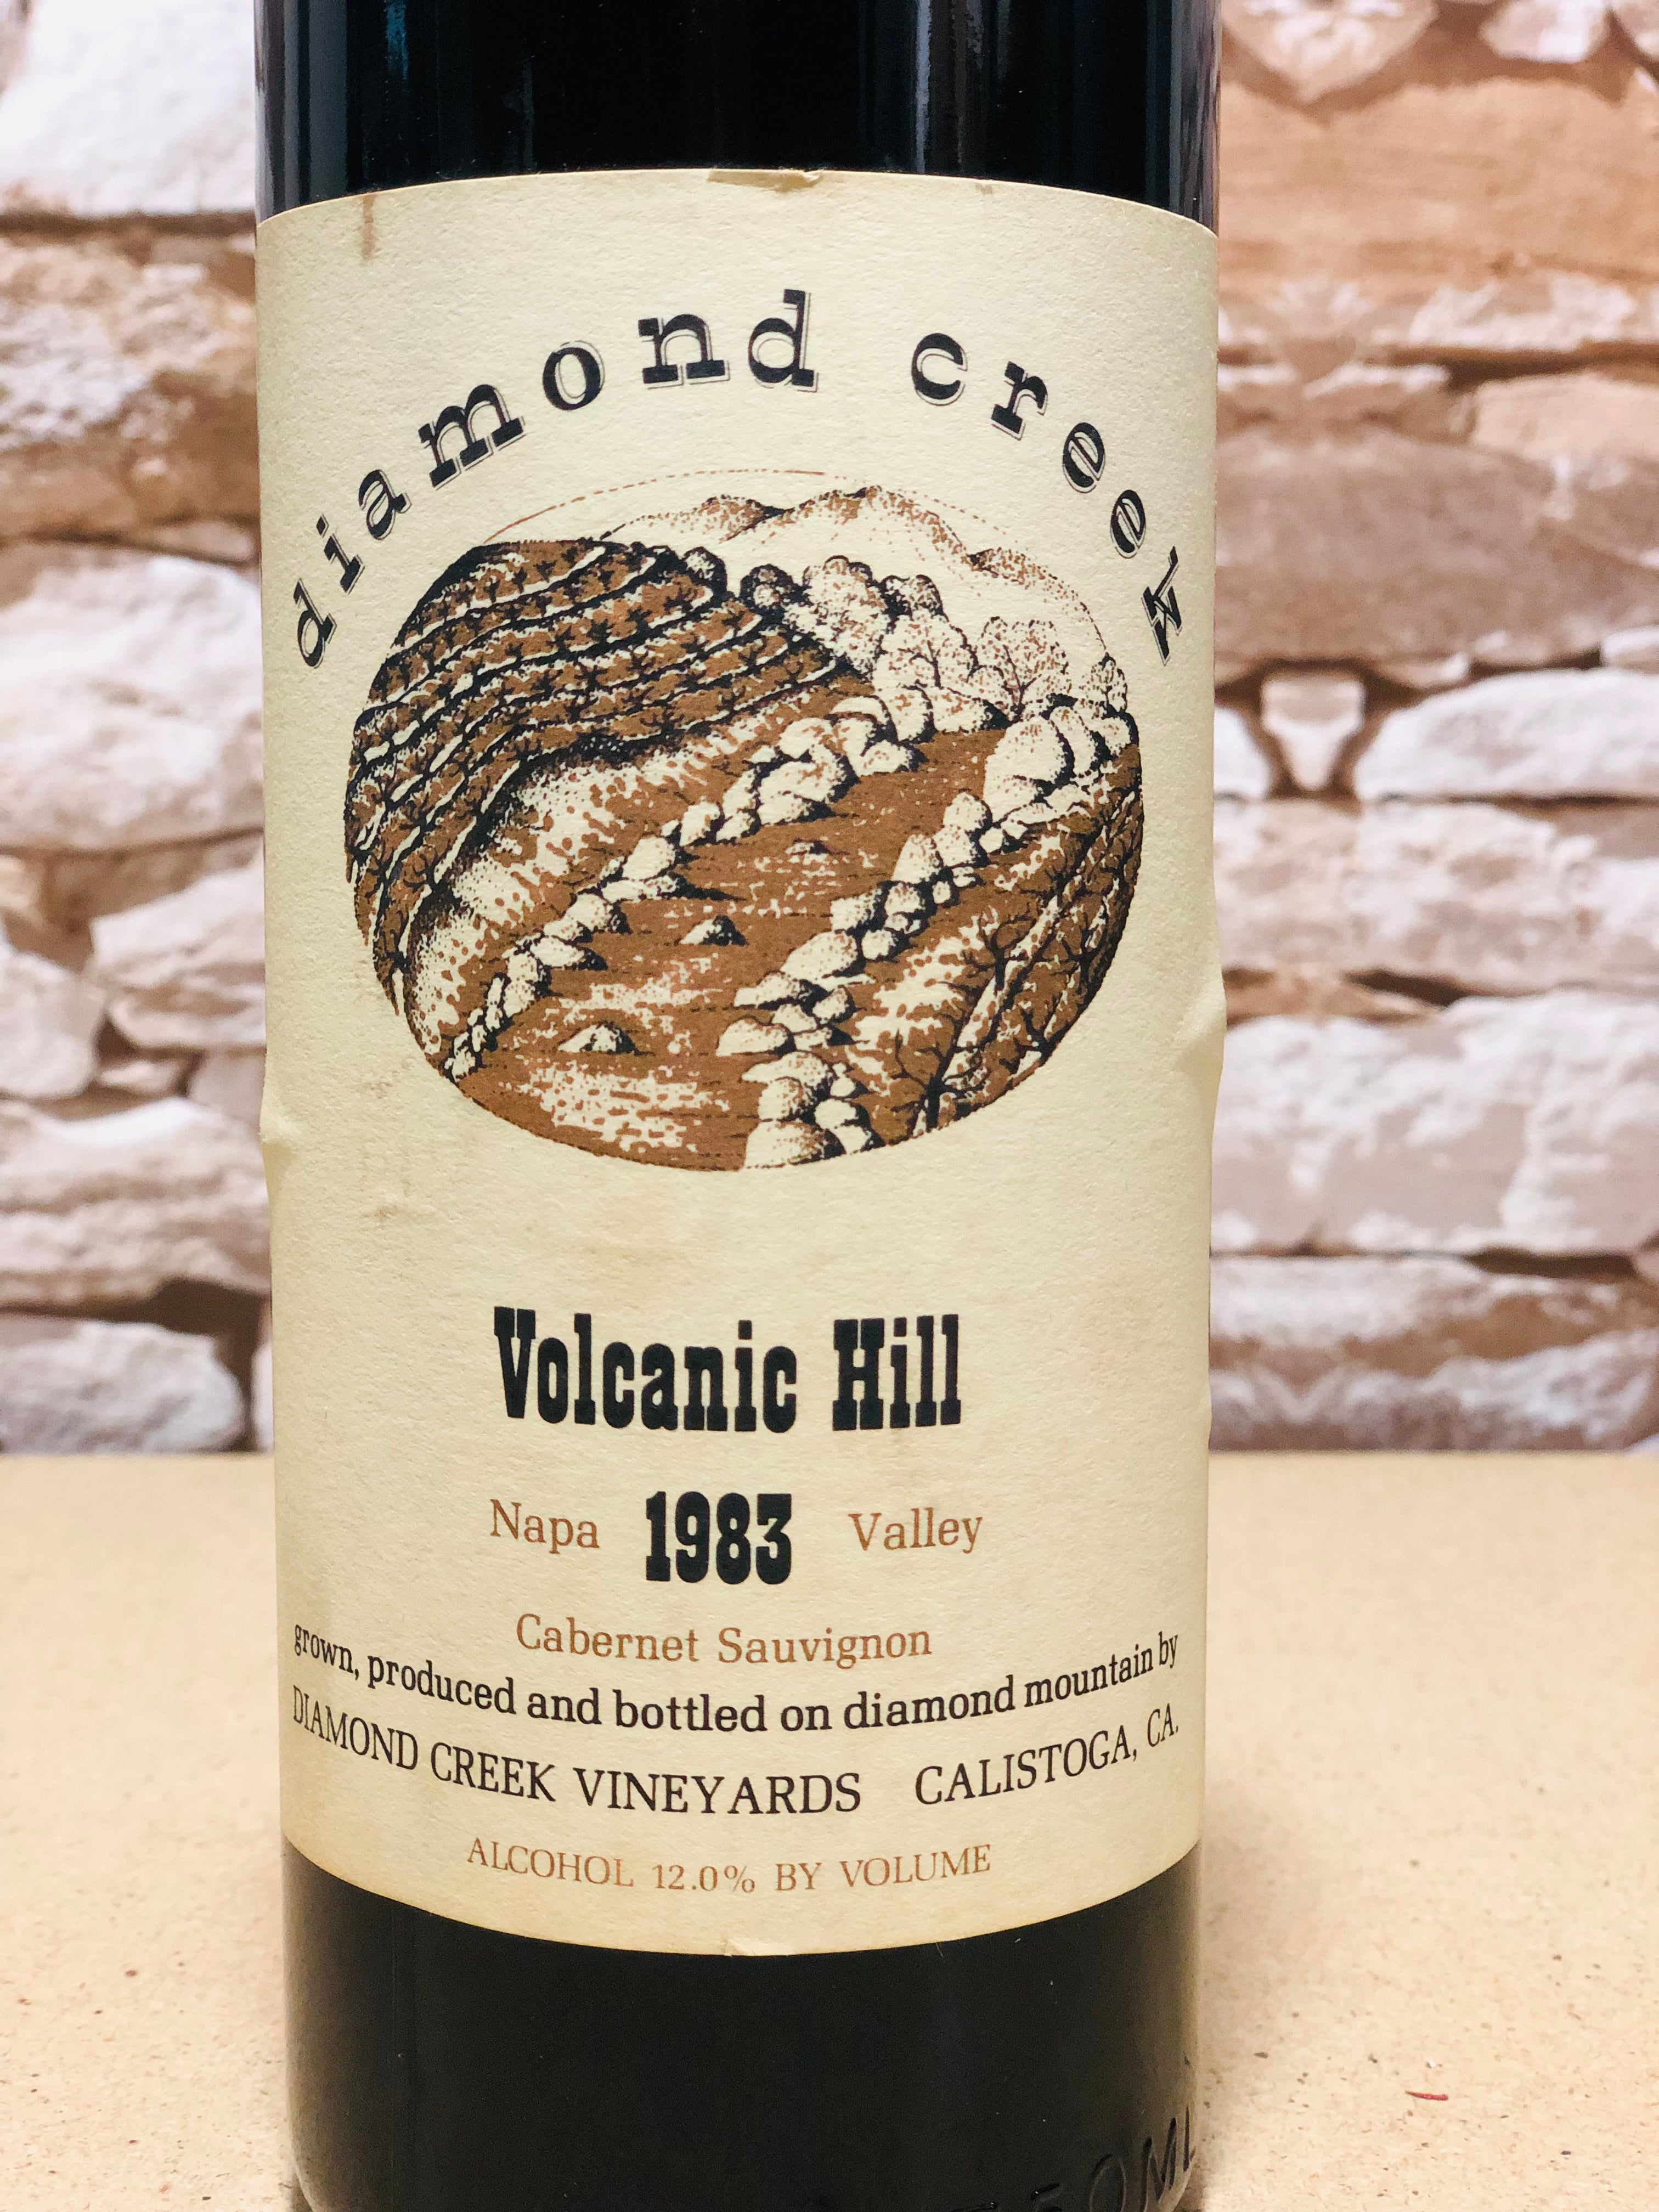 diamond creek
Volcanic Hill
Napa 1983 Valley
Cabernet Sauvignon
grown, produced and bottled on diamond mountain by
DIAMOND CREEK VINEYARDS CALISTOGA, CA.
ALCOHOL 12.0% BY VOLUME
750ML